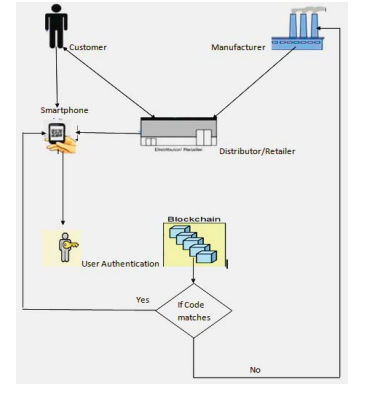 Customer
Manufacturer
Smartphone
Distributor/ Retailer
Distributor/Retailer
Blockchain
User Authentication
Yes
If Code
matches
No